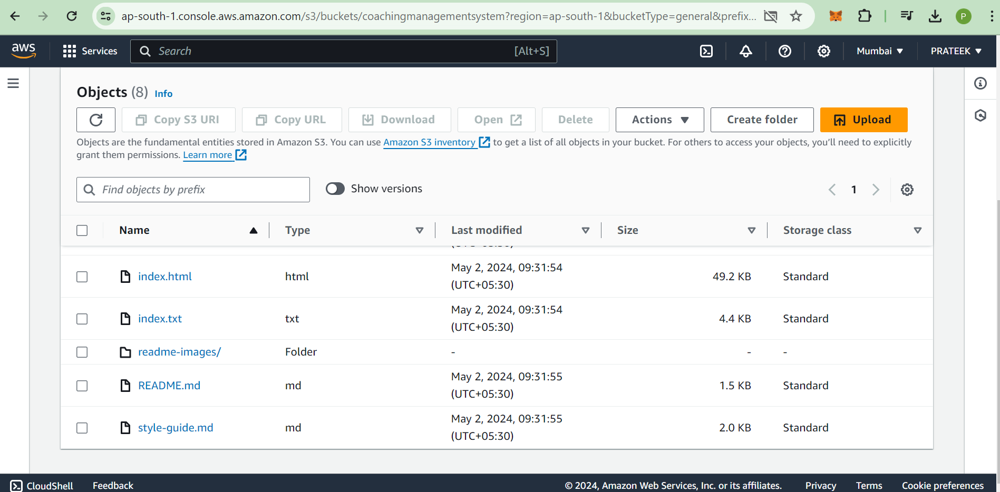 ap-south-1.console.aws.amazon.com/s3/buckets/coachingmanagementsystem?region=ap-south-1&bucketType=general&prefix...
P
aws
Services
Search
[Alt+S]
Mumbai ▼
PRATEEK ▼
Objects (8) Info
Copy S3 URI
Copy URL
Download
Open
Delete
Actions ▼
Create folder
Upload
Objects are the fundamental entities stored in Amazon S3. You can use Amazon S3 inventory to get a list of all objects in your bucket. For others to access your objects, you’ll need to explicitly
grant them permissions. Learn more
Find objects by prefix
Show versions
1
Name
Type
Last modified
Size
Storage class
index.html
html
May 2, 2024, 09:31:54
(UTC+05:30)
49.2 KB
Standard
index.txt
txt
May 2, 2024, 09:31:54
(UTC+05:30)
4.4 KB
Standard
readme-images/
Folder
-
-
-
README.md
md
May 2, 2024, 09:31:55
(UTC+05:30)
1.5 KB
Standard
style-guide.md
md
May 2, 2024, 09:31:55
(UTC+05:30)
2.0 KB
Standard
CloudShell
Feedback
© 2024, Amazon Web Services, Inc. or its affiliates.
Privacy
Terms
Cookie preferences